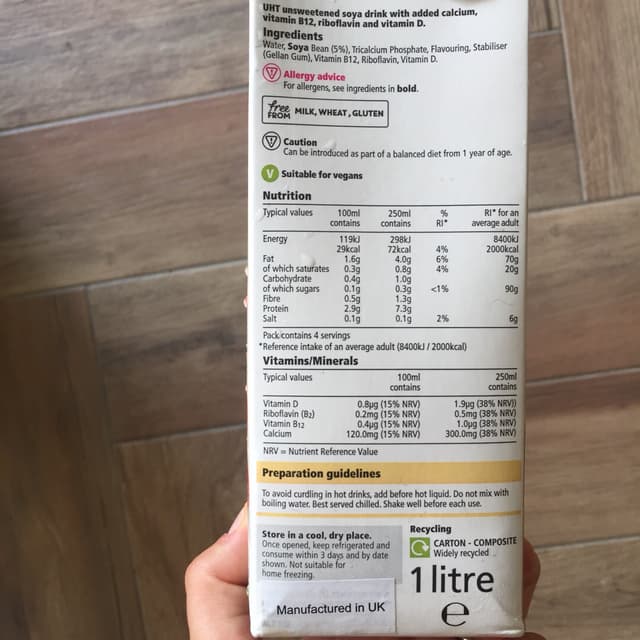 UHT unsweetened soya drink with added calcium,
vitamin B12, riboflavin and vitamin D.
Ingredients
Water, Soya Bean (5%), Tricalcium Phosphate, Flavouring, Stabiliser
(Gellan Gum), Vitamin B12, Riboflavin, Vitamin D.
Allergy advice
For allergens, see ingredients in bold.
free FROM MILK, WHEAT, GLUTEN
Caution
Can be introduced as part of a balanced diet from 1 year of age.
V Suitable for vegans
Nutrition
Typical values 100ml 250ml % RI* for an
contains contains RI* average adult
Energy 119kJ 298kJ 8400kJ
29kcal 72kcal 4% 2000kcal
Fat 1.6g 4.0g 6% 70g
of which saturates 0.3g 0.8g 4% 20g
Carbohydrate 0.4g 1.0g
of which sugars 0.1g 0.3g <1% 90g
Fibre 0.5g 1.3g
Protein 2.9g 7.3g
Salt 0.1g 0.1g 2% 6g
Pack contains 4 servings
*Reference intake of an average adult (8400kJ / 2000kcal)
Vitamins/Minerals
Typical values 100ml 250ml
contains contains
Vitamin D 0.8µg (15% NRV) 1.9µg (38% NRV))
Riboflavin (B2) 0.2mg (15% NRV) 0.5mg (38% NRV)
Vitamin B12 0.4µg (15% NRV) 1.0µg (38% NRV)
Calcium 120.0mg (15% NRV) 300.0mg (38% NRV)
NRV = Nutrient Reference Value
Preparation guidelines
To avoid curdling in hot drinks, add before hot liquid. Do not mix with
boiling water. Best served chilled. Shake well before each use.
Store in a cool, dry place.
Once opened, keep refrigerated and
consume within 3 days and by date
shown. Not suitable for
home freezing.
Manufactured in UK
Recycling
CARTON - COMPOSITE
Widely recycled
1 litre
e